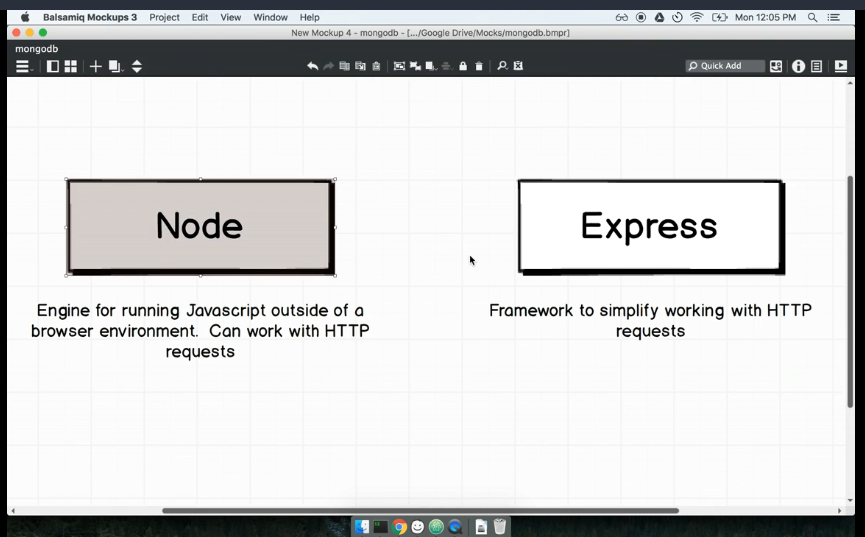 Balsamiq Mockups 3 Project Edit View Window Help Mon 12:05 PM
New Mockup 4 - mongodb - [.../Google Drive/Mocks/mongodb.bmpr]
mongodb
Quick Add
Node
Express
Engine for running Javascript outside of a
browser environment. Can work with HTTP
requests
Framework to simplify working with HTTP
requests